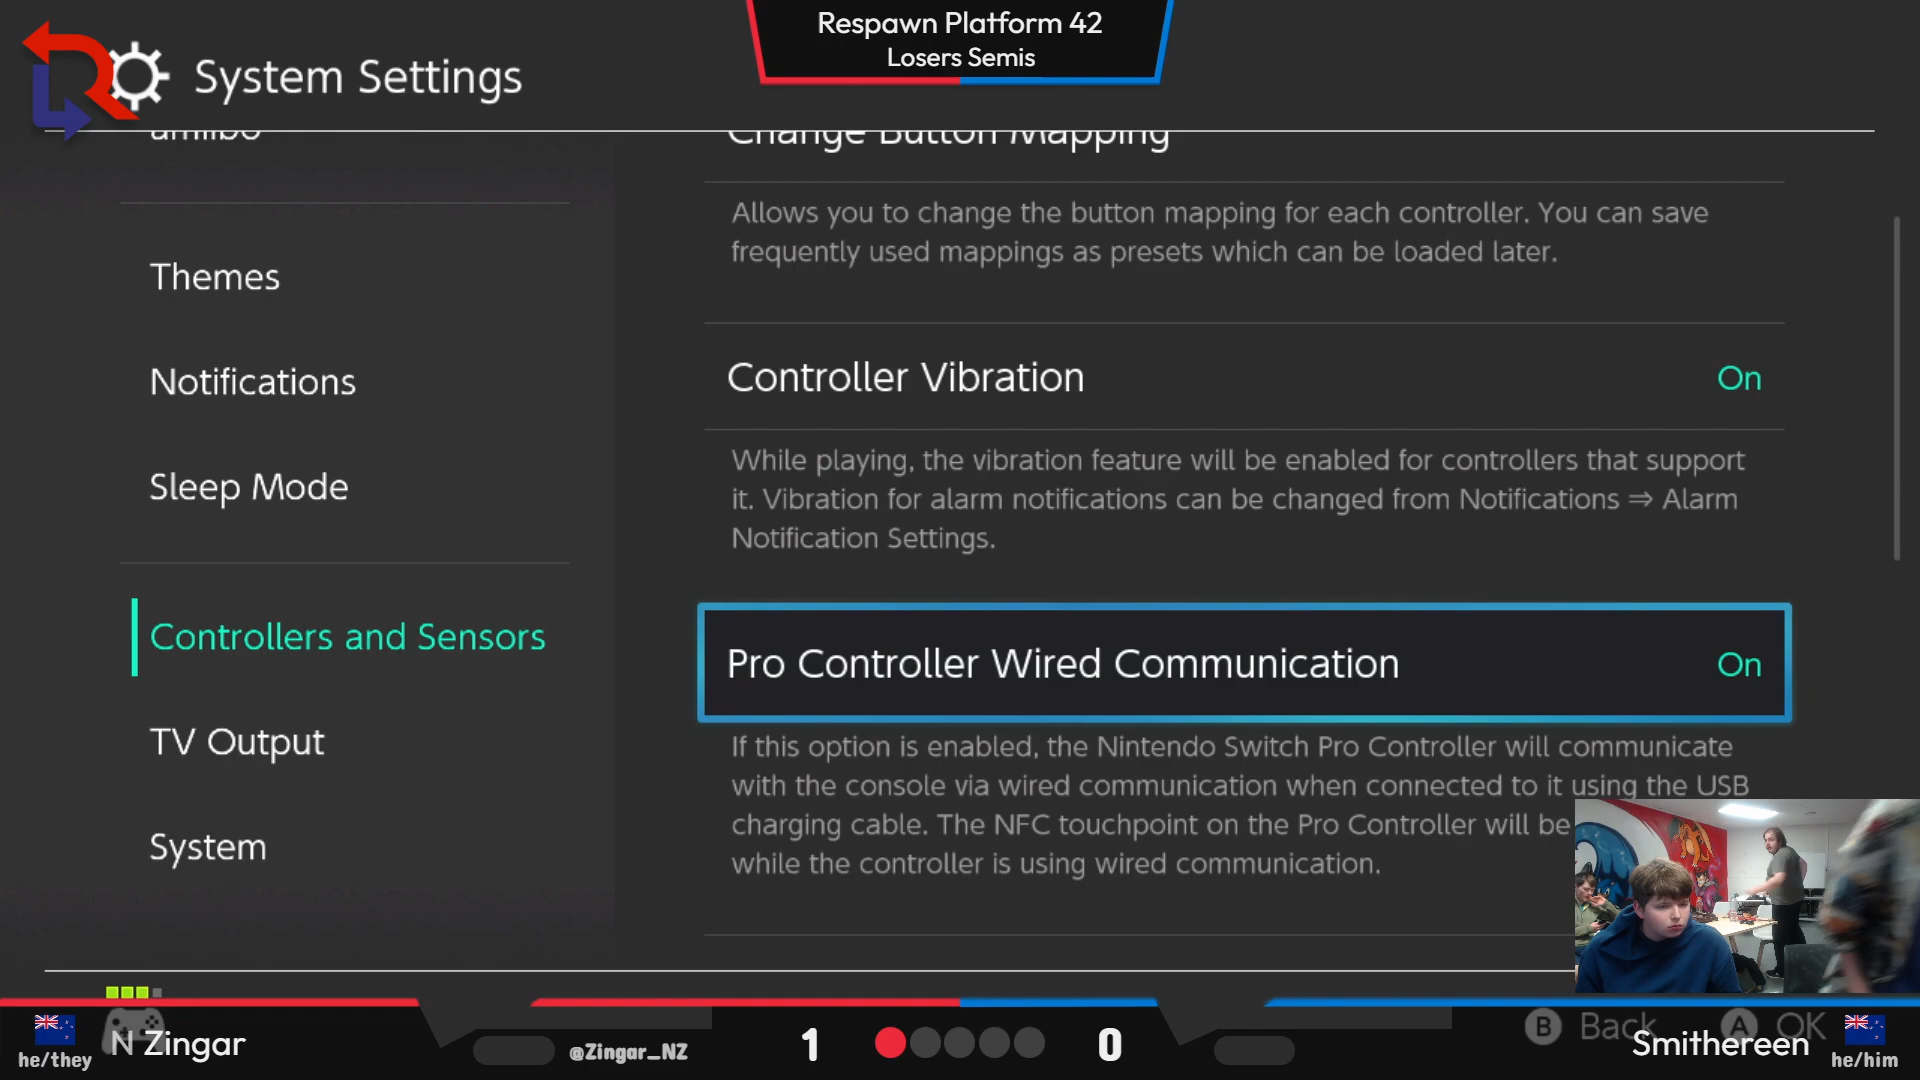 Respawn Platform 42
Losers Semis
System Settings
amiibo
Themes
Notifications
Sleep Mode
Controllers and Sensors
TV Output
System
Change Button Mapping
Allows you to change the button mapping for each controller. You can save
frequently used mappings as presets which can be loaded later.
Controller Vibration
On
While playing, the vibration feature will be enabled for controllers that support
it. Vibration for alarm notifications can be changed from Notifications ⇒ Alarm
Notification Settings.
Pro Controller Wired Communication
On
If this option is enabled, the Nintendo Switch Pro Controller will communicate
with the console via wired communication when connected to it using the USB
charging cable. The NFC touchpoint on the Pro Controller will be
while the controller is using wired communication.
B Back
A OK
he/they
N Zingar
@Zingar_NZ
1
0
Smithereen
he/him